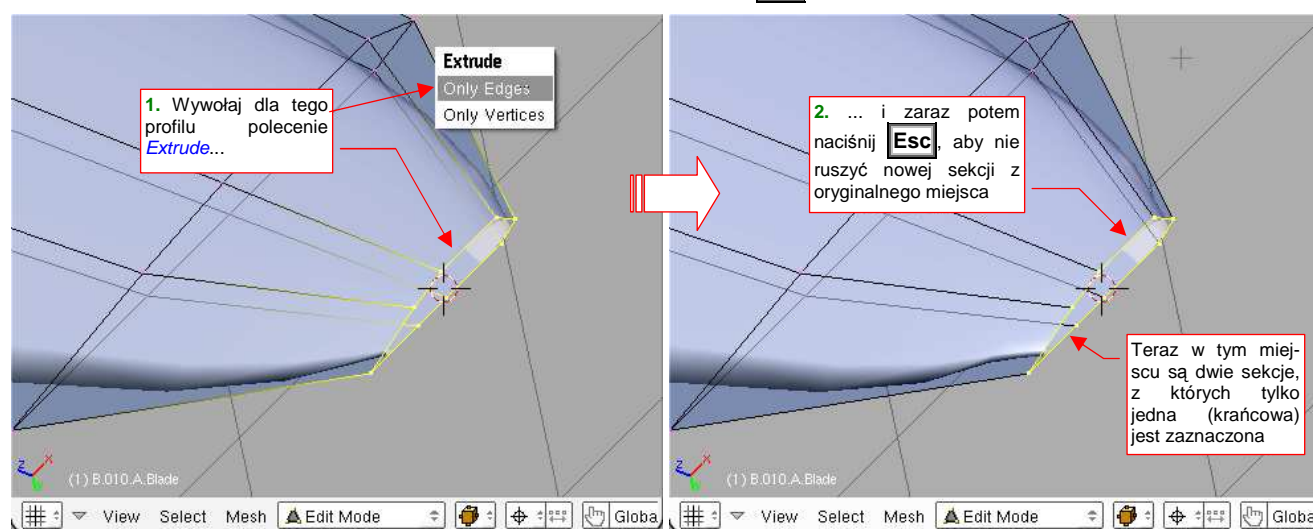 Extrude
Only Edges
Only Vertices
1. Wywołaj dla tego
profilu polecenie
Extrude...
2. ... i zaraz potem
naciśnij Esc, aby nie
ruszyć nowej sekcji z
oryginalnego miejsca
Teraz w tym miej-
scu są dwie sekcje,
z których tylko
jedna (krańcowa)
jest zaznaczona
z x
(1) B.010.A.Blade
View Select Mesh Edit Mode Globa
z x
(1) B.010.A.Blade
View Select Mesh Edit Mode Globa